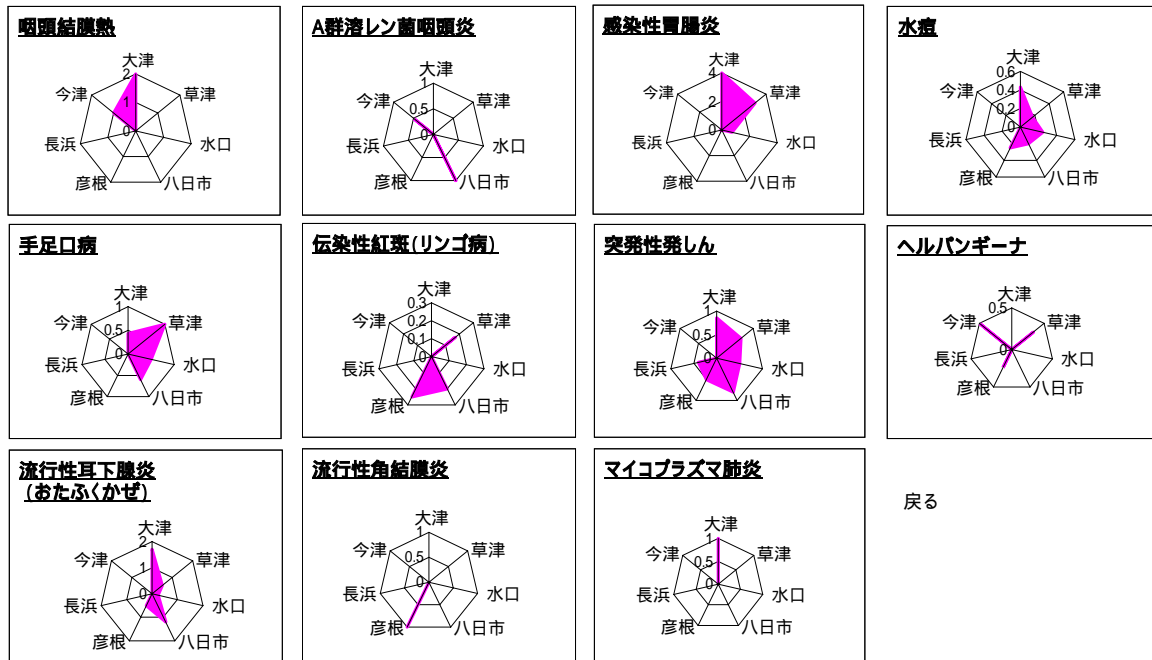 咽頭結膜熱
大津
2
今津
草津
1
長浜
0
水口
彦根
八日市
A群溶レン菌咽頭炎
大津
1
今津
草津
0.5
長浜
0
水口
彦根
八日市
感染性胃腸炎
大津
4
今津
草津
2
長浜
0
水口
彦根
八日市
水痘
大津
0.6
今津
0.4
草津
0.2
長浜
0
水口
彦根
八日市
手足口病
大津
1
今津
草津
0.5
長浜
0
水口
彦根
八日市
伝染性紅斑(リンゴ病)
大津
0.3
今津
0.2
草津
0.1
長浜
0
水口
彦根
八日市
突発性発しん
大津
1
今津
草津
0.5
長浜
0
水口
彦根
八日市
ヘルパンギーナ
大津
0.5
今津
草津
長浜
0
水口
彦根
八日市
流行性耳下腺炎
(おたふくかぜ)
大津
2
今津
草津
1
長浜
0
水口
彦根
八日市
流行性角結膜炎
大津
1
今津
草津
0.5
長浜
0
水口
彦根
八日市
マイコプラズマ肺炎
大津
1
今津
草津
0.5
長浜
0
水口
彦根
八日市
戻る